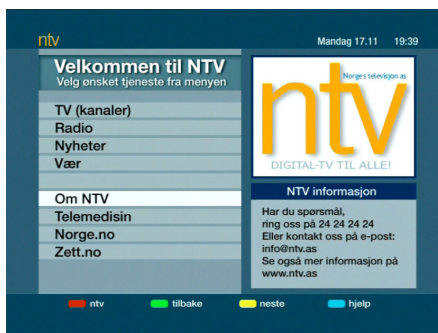 ntv
Mandag 17.11 19:39
Velkommen til NTV
Velg ønsket tjeneste fra menyen
TV (kanaler)
Radio
Nyheter
Vær
Om NTV
Telemedisin
Norge.no
Zett.no
Norges televisjon as
ntv
DIGITAL-TV TIL ALLE!
NTV informasjon
Har du spørsmål,
ring oss på 24 24 24 24
Eller kontakt oss på e-post:
info@ntv.as
Se også mer informasjon på
www.ntv.as
ntv tilbake neste hjelp